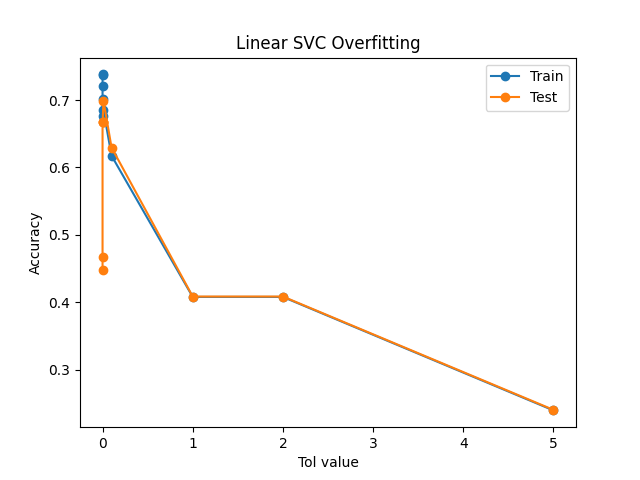 Linear SVC Overfitting
Train
Test
0.7
0.6
0.5
0.4
0.3
Accuracy
0 1 2 3 4 5
Tol value